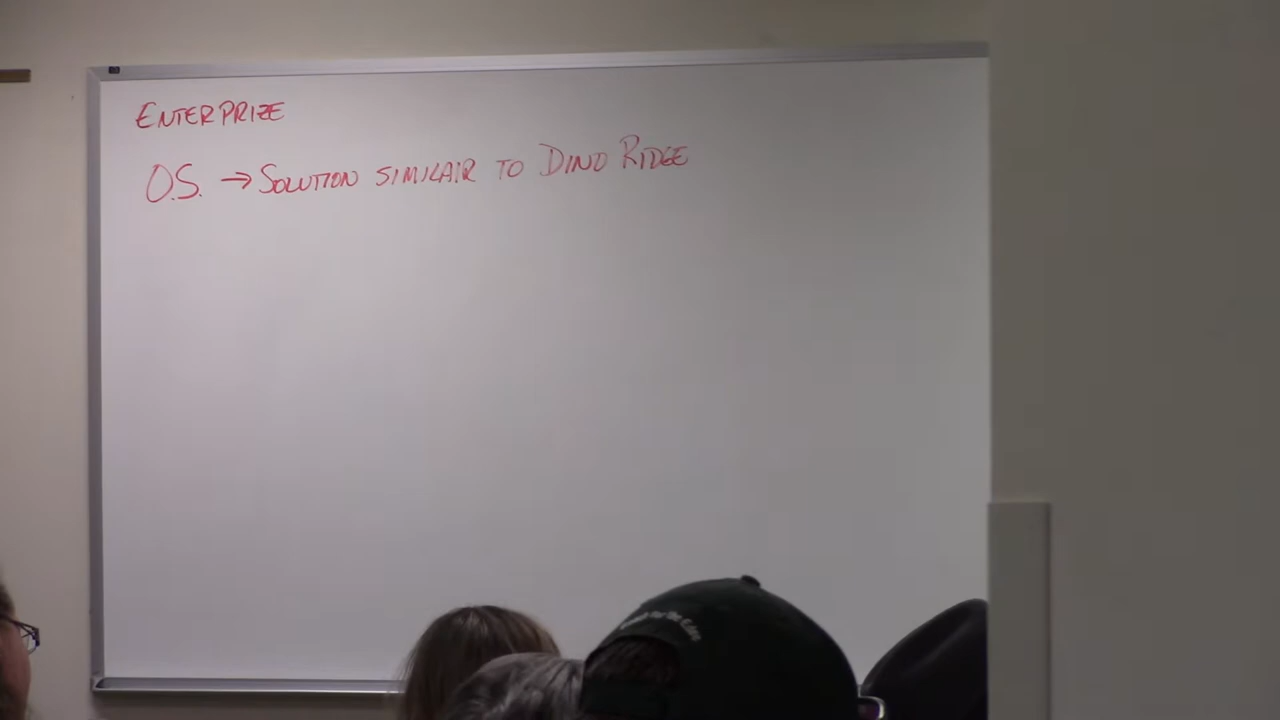 ENTERPRIZE
O.S. → SOLUTION SIMILAIR TO DINO RIDGE